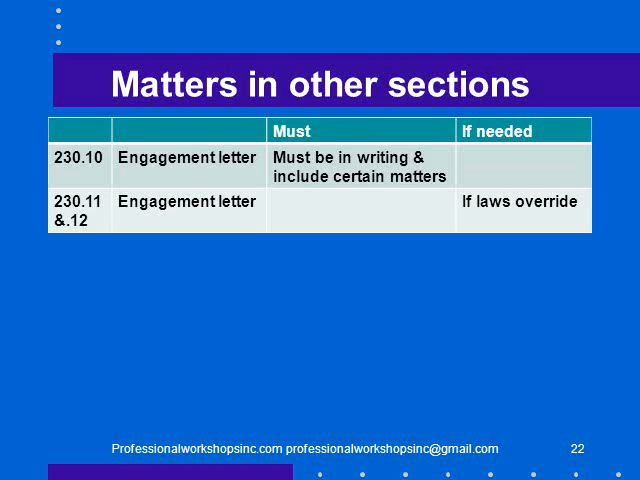 Matters in other sections
Must If needed
230.10 Engagement letter Must be in writing &
include certain matters
230.11 Engagement letter If laws override
&.12
Professionalworkshopsinc.com professionalworkshopsinc@gmail.com 22